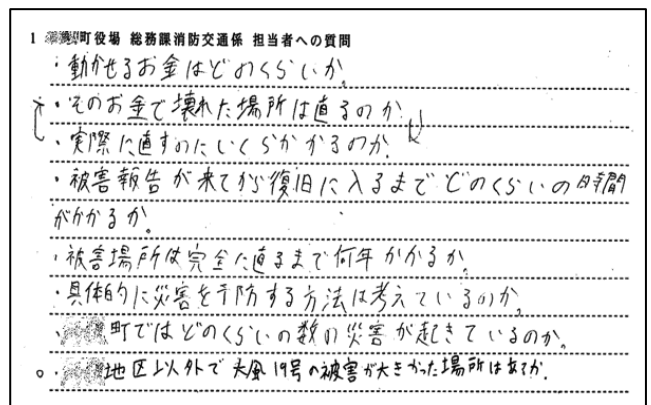 1 町役場 総務課消防交通係 担当者への質問
・動かせるお金はどのくらいか。
・そのお金で壊れた場所は直るのか
・実際に直すのにいくらかかるのか。
・被害報告が来てから復旧に入るまでどのくらいの時間
がかかるか。
・被害場所は完全に直るまで何年かかるか。
・具体的に災害を予防する方法は考えているのか。
・町ではどのくらいの数の災害が起きているのか。
○・地区以外で台風19号の被害が大きかった場所はあるか.